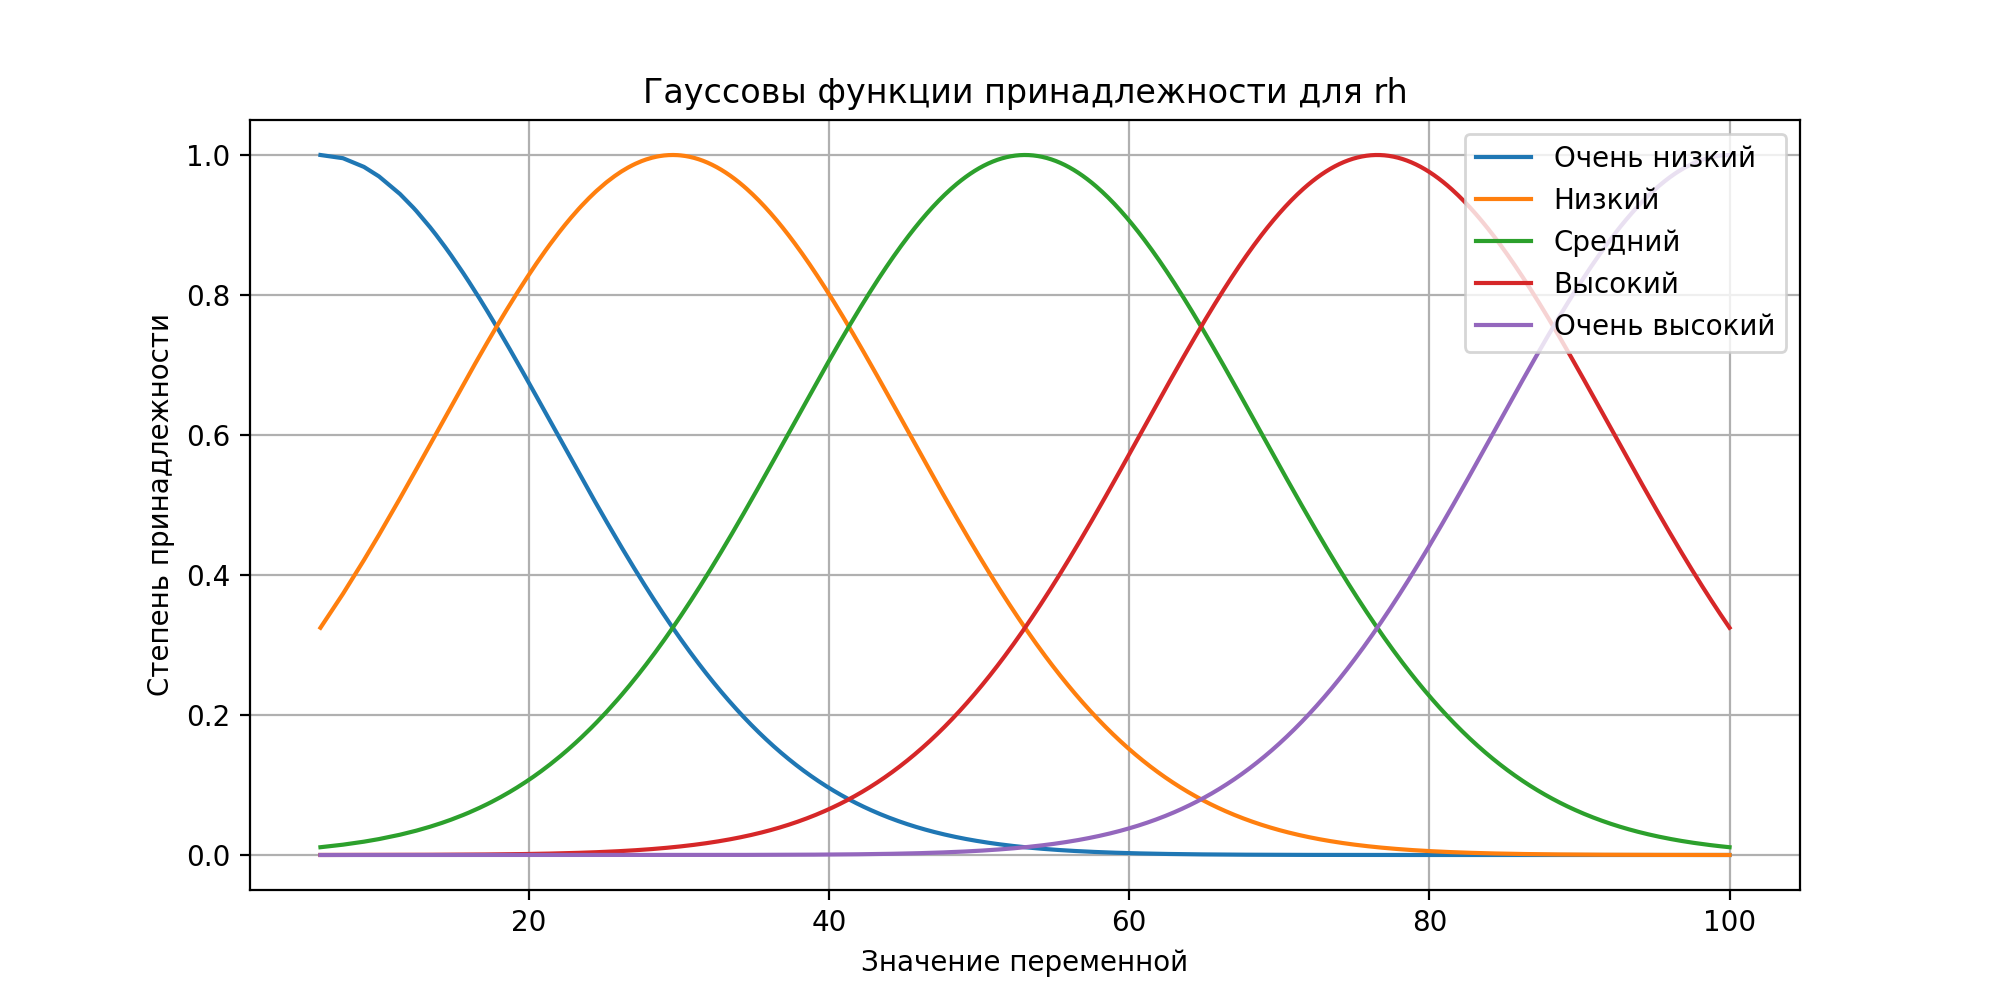 Гауссовы функции принадлежности для rh
Степень принадлежности
1.0
0.8
0.6
0.4
0.2
0.0
Очень низкий
Низкий
Средний
Высокий
Очень высокий
20 40 60 80 100
Значение переменной